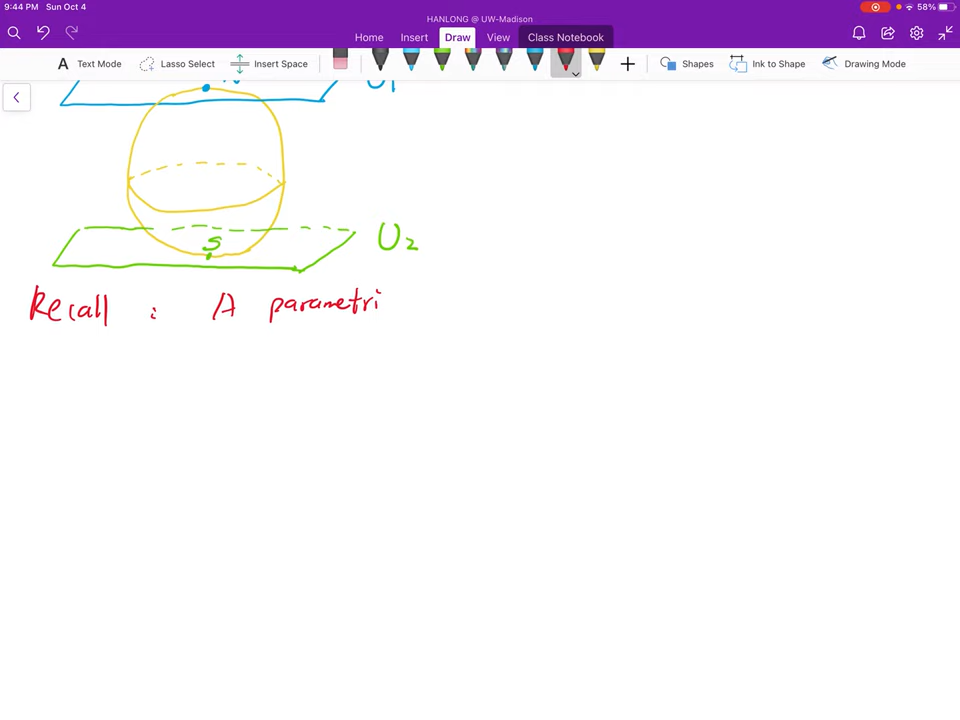 9:44 PM Sun Oct 4
58%
HANLONG @ UW-Madison
Home Insert Draw View Class Notebook
Text Mode Lasso Select Insert Space Shapes Ink to Shape Drawing Mode
U1
S
U2
Recall : A parametri